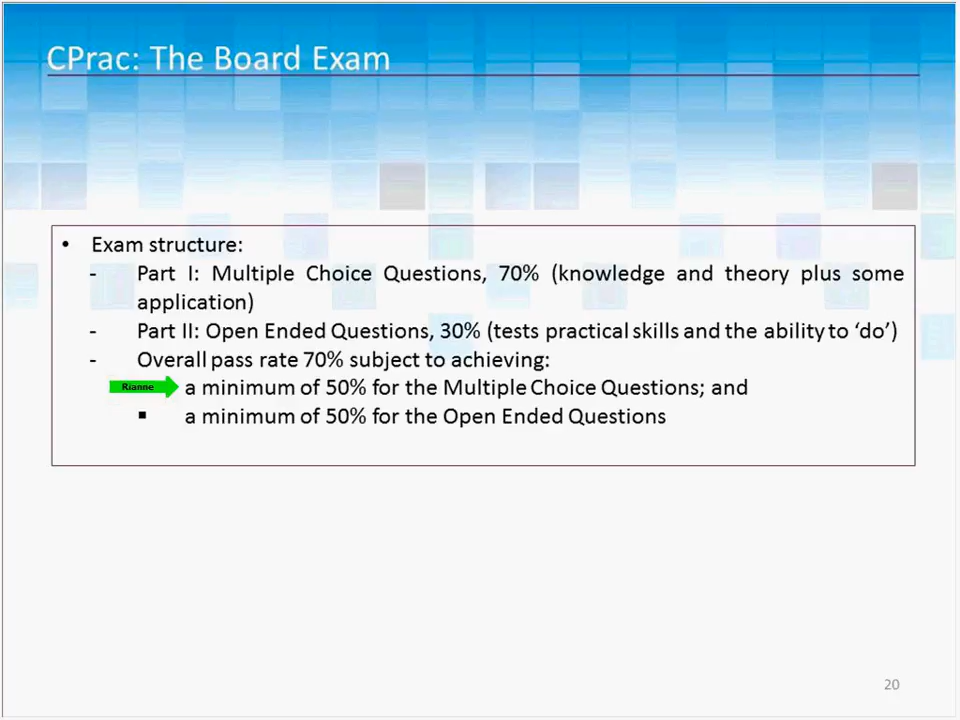 CPrac: The Board Exam
• Exam structure:
- Part I: Multiple Choice Questions, 70% (knowledge and theory plus some
application)
- Part II: Open Ended Questions, 30% (tests practical skills and the ability to ‘do’)
- Overall pass rate 70% subject to achieving:
Rianne a minimum of 50% for the Multiple Choice Questions; and
▪ a minimum of 50% for the Open Ended Questions
20